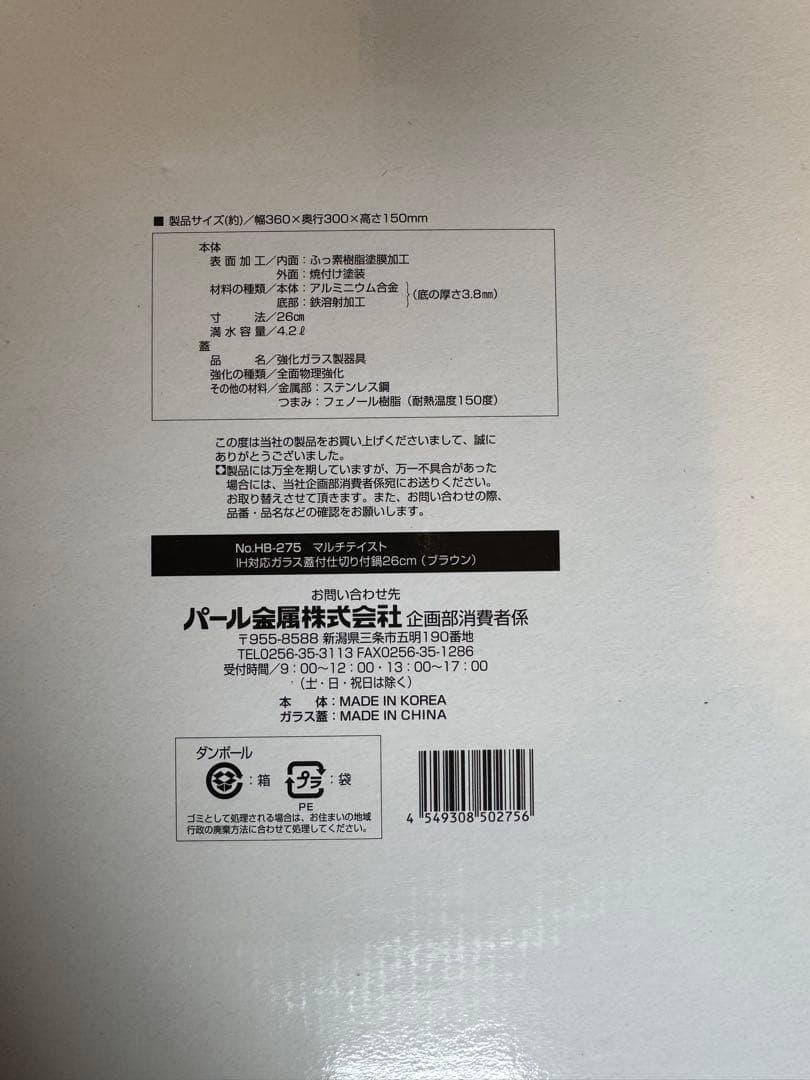 ■ 製品サイズ(約)／幅360×奥行300×高さ150mm
本体
表面加工／内面：ふっ素樹脂塗膜加工
外面：焼付け塗装
材料の種類／本体：アルミニウム合金
底部：鉄溶射加工
(底の厚さ3.8㎜)
寸法／26㎝
満水容量／4.2ℓ
蓋
品名／強化ガラス製器具
強化の種類／全面物理強化
その他の材料／金属部：ステンレス鋼
つまみ：フェノール樹脂（耐熱温度150度）
この度は当社の製品をお買い上げくださいまして、誠に
ありがとうございました。
製品には万全を期していますが、万一不具合があった
場合には、当社企画部消費者係宛にお送りください。
お取り替えさせて頂きます。また、お問い合わせの際、
品番・品名などの確認をお願いします。
No.HB-275 マルチテイスト
IH対応ガラス蓋付仕切り付鍋26cm（ブラウン）
お問い合わせ先
パール金属株式会社 企画部消費者係
〒955-8588 新潟県三条市五明190番地
TEL0256-35-3113 FAX0256-35-1286
受付時間／9：00～12：00・13：00～17：00
（土・日・祝日は除く）
本体：MADE IN KOREA
ガラス蓋：MADE IN CHINA
ダンボール
：箱 プラ：袋
PE
ゴミとして処理される場合は、お住まいの地域
行政の廃棄方法に合わせて処理してください。
4 549308 502756